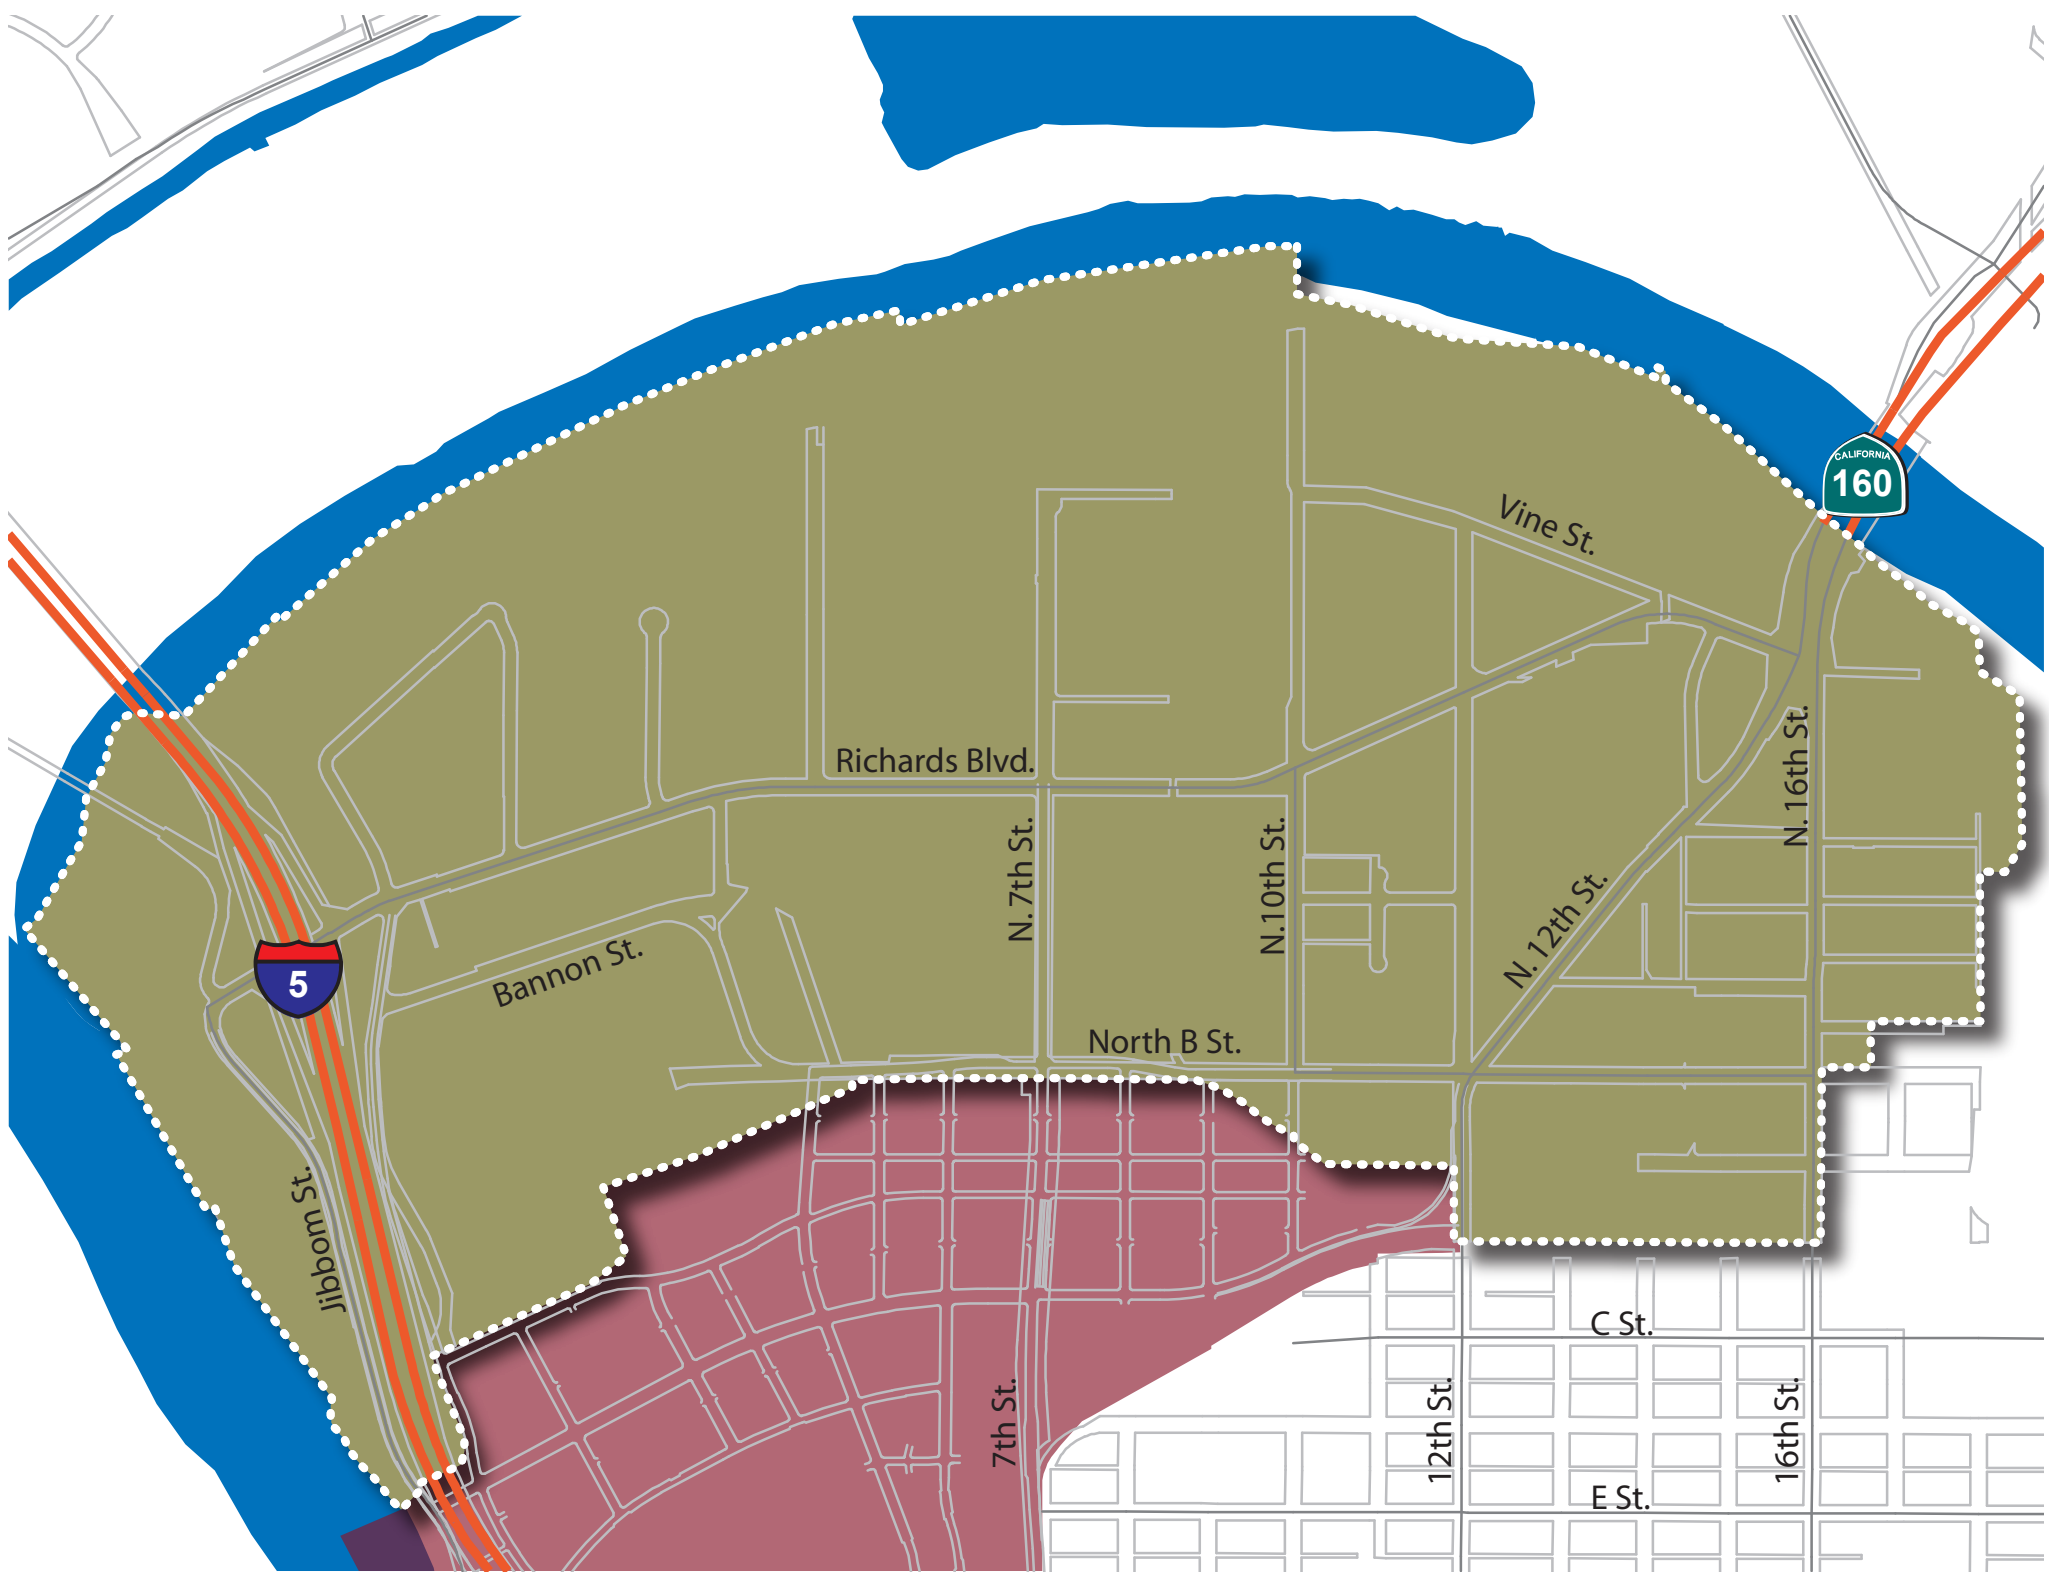 CALIFORNIA
160
Vine St.
Richards Blvd.
N. 16th St.
N. 7th St.
N. 10th St.
N. 12th St.
Bannon St.
5
North B St.
Jibboom St.
C St.
7th St.
12th St.
16th St.
E St.